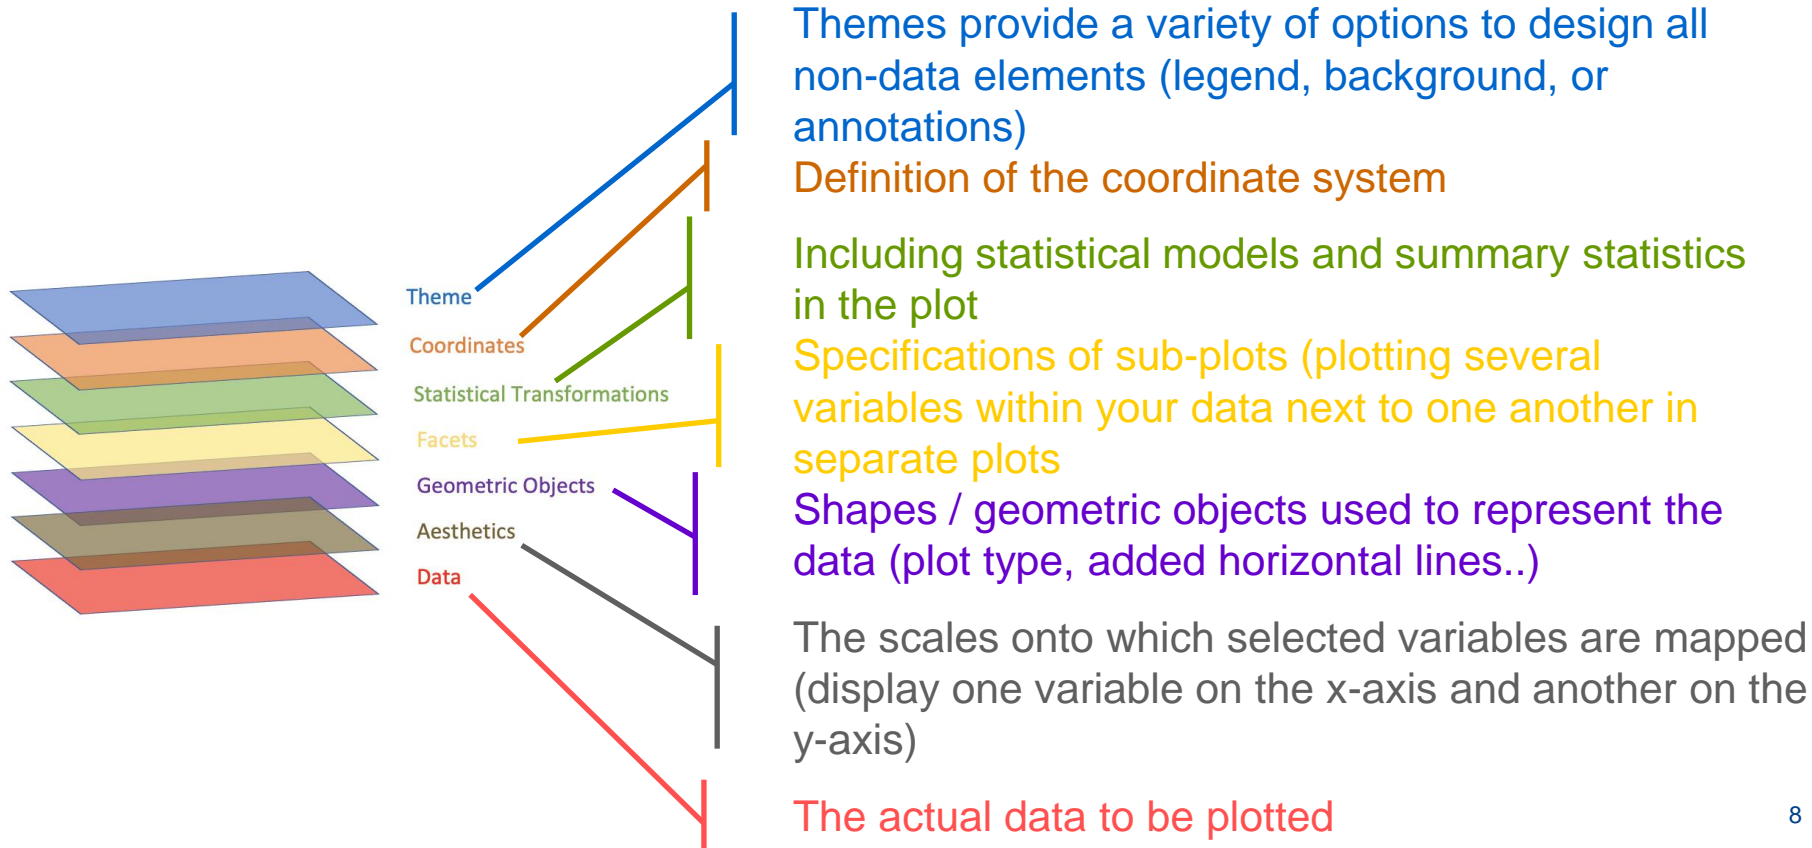 Themes provide a variety of options to design all
non-data elements (legend, background, or
annotations)
Definition of the coordinate system
Including statistical models and summary statistics
in the plot
Specifications of sub-plots (plotting several
variables within your data next to one another in
separate plots
Shapes / geometric objects used to represent the
data (plot type, added horizontal lines..)
The scales onto which selected variables are mapped
(display one variable on the x-axis and another on the
y-axis)
The actual data to be plotted
Theme
Coordinates
Statistical Transformations
Facets
Geometric Objects
Aesthetics
Data
8